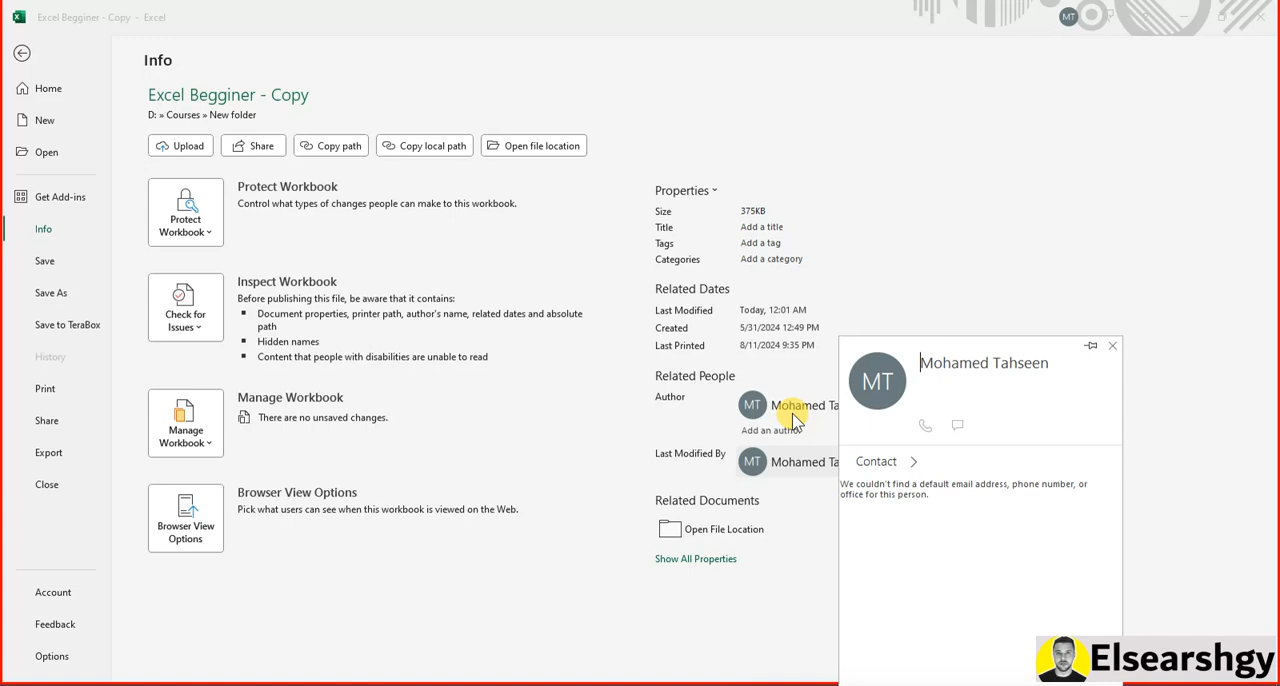 Excel Begginer - Copy - Excel
MT
Info
Excel Begginer - Copy
D: » Courses » New folder
Home
New
Open
Get Add-ins
Info
Save
Save As
Save to TeraBox
History
Print
Share
Export
Close
Account
Feedback
Options
Upload
Share
Copy path
Copy local path
Open file location
Protect Workbook
Protect Workbook
Control what types of changes people can make to this workbook.
Check for Issues
Inspect Workbook
Before publishing this file, be aware that it contains:
Document properties, printer path, author's name, related dates and absolute
path
Hidden names
Content that people with disabilities are unable to read
Manage Workbook
Manage Workbook
There are no unsaved changes.
Browser View Options
Browser View Options
Pick what users can see when this workbook is viewed on the Web.
Properties
Size 375KB
Title Add a title
Tags Add a tag
Categories Add a category
Related Dates
Last Modified Today, 12:01 AM
Created 5/31/2024 12:49 PM
Last Printed 8/11/2024 9:35 PM
Related People
Author MT Mohamed Ta
Add an author
Last Modified By MT Mohamed Ta
Related Documents
Open File Location
Show All Properties
MT
Mohamed Tahseen
Contact
We couldn't find a default email address, phone number, or
office for this person.
Elsearshgy